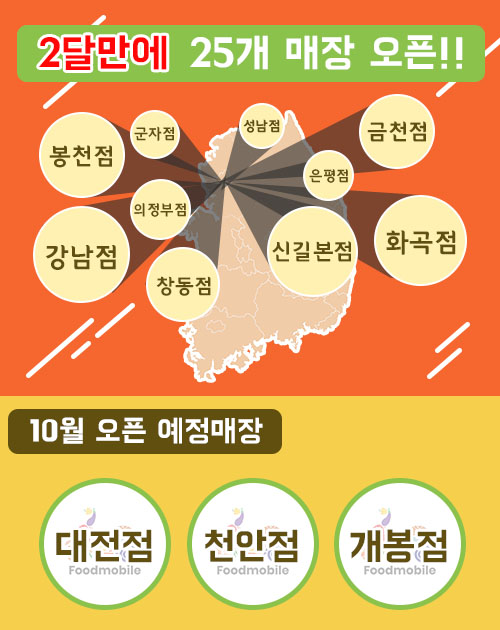 2달만에 25개 매장 오픈!!
군자점
성남점
금천점
봉천점
은평점
의정부점
강남점
신길본점
화곡점
창동점
10월 오픈 예정매장
대전점
Foodmobile
천안점
Foodmobile
개봉점
Foodmobile